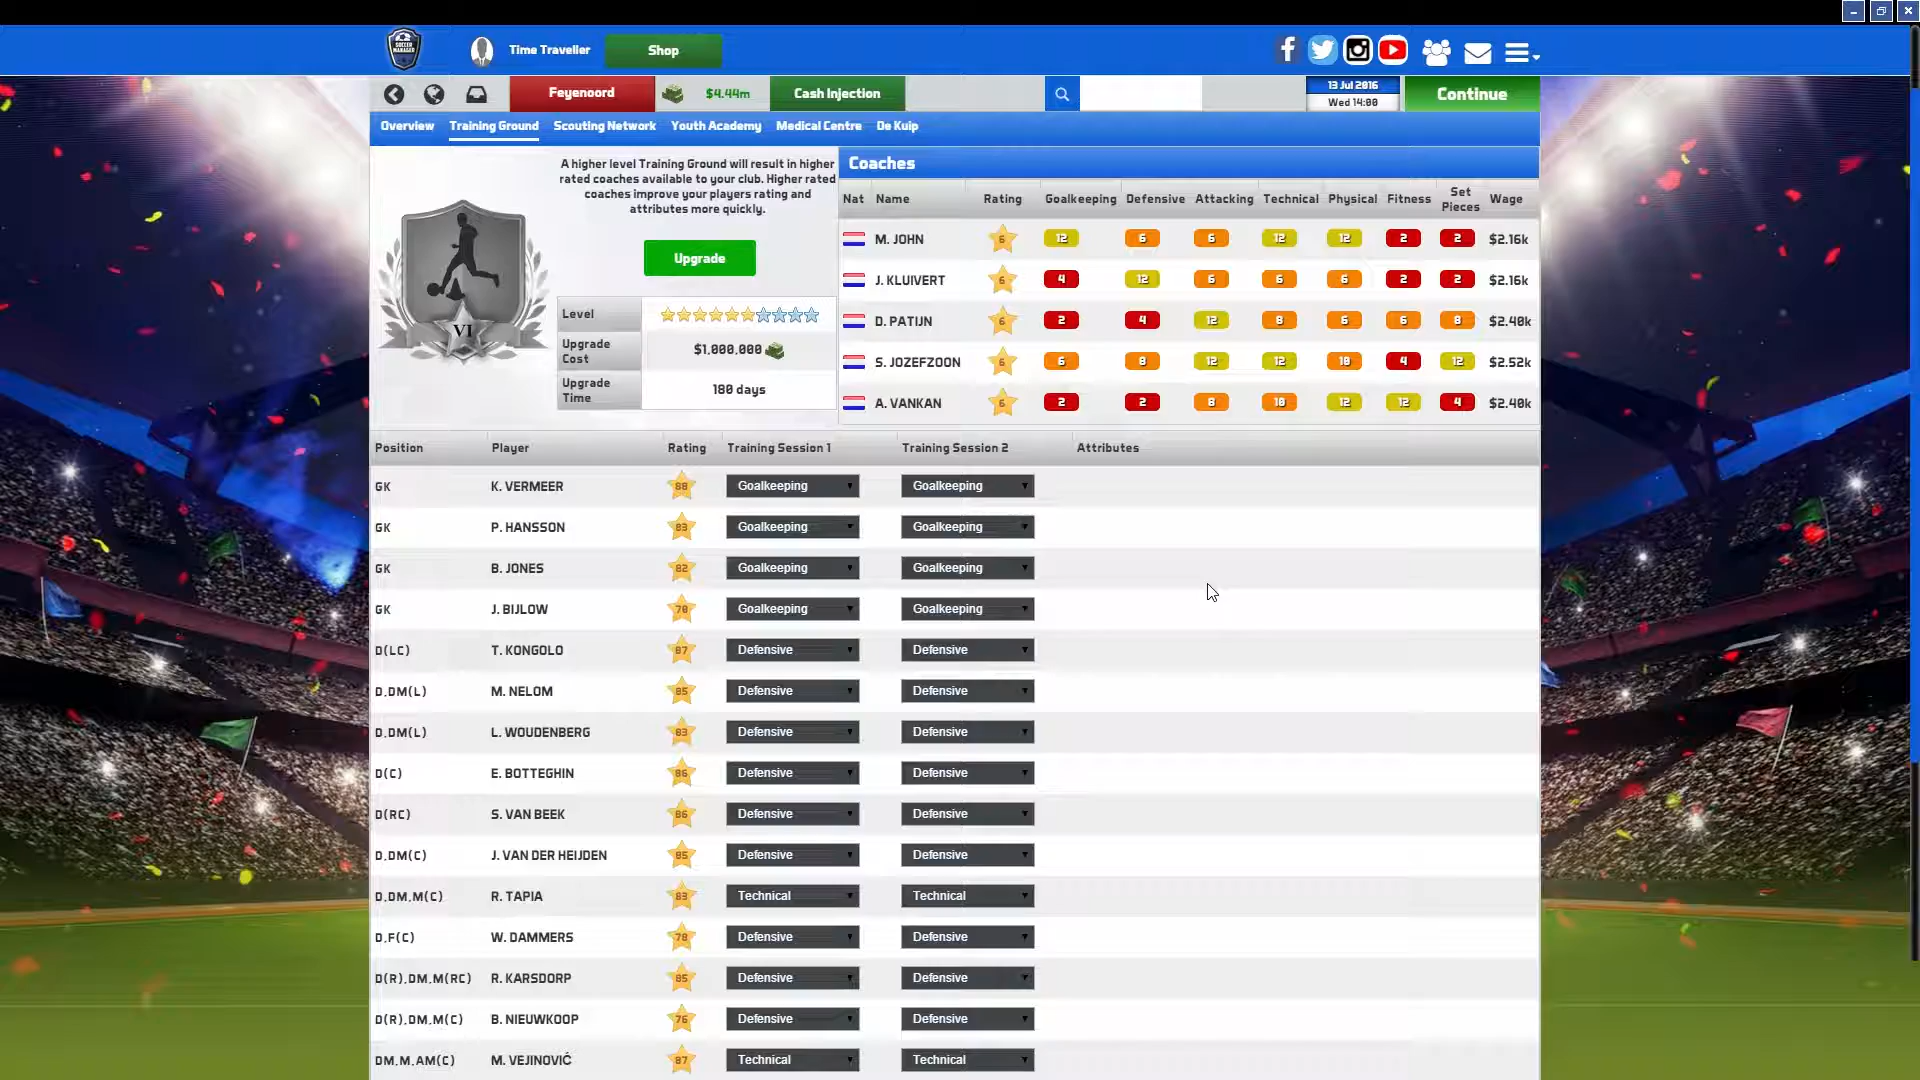 SOCCER MANAGER
Time Traveller
Shop
Feyenoord
$4.44m
Cash Injection
13 Jul 2016
Wed 14:00
Continue
Overview Training Ground Scouting Network Youth Academy Medical Centre De Kuip
A higher level Training Ground will result in higher
rated coaches available to your club. Higher rated
coaches improve your players rating and
attributes more quickly.
Upgrade
VI
Level
Upgrade Cost $1,000,000
Upgrade Time 180 days
Coaches
Nat Name Rating Goalkeeping Defensive Attacking Technical Physical Fitness Set Pieces Wage
M. JOHN 6 12 6 6 12 12 2 2 $2.16k
J. KLUIVERT 6 4 12 6 6 6 2 2 $2.16k
D. PATIJN 6 2 4 12 8 6 6 8 $2.40k
S. JOZEFZOON 6 6 8 12 12 10 4 12 $2.52k
A. VANKAN 6 2 2 8 10 12 12 4 $2.40k
Position Player Rating Training Session 1 Training Session 2 Attributes
GK K. VERMEER 88 Goalkeeping Goalkeeping
GK P. HANSSON 83 Goalkeeping Goalkeeping
GK B. JONES 82 Goalkeeping Goalkeeping
GK J. BIJLOW 70 Goalkeeping Goalkeeping
D(LC) T. KONGOLO 87 Defensive Defensive
D,DM(L) M. NELOM 85 Defensive Defensive
D,DM(L) L. WOUDENBERG 83 Defensive Defensive
D(C) E. BOTTEGHIN 86 Defensive Defensive
D(RC) S. VAN BEEK 86 Defensive Defensive
D,DM(C) J. VAN DER HEIJDEN 85 Defensive Defensive
D,DM,M(C) R. TAPIA 83 Technical Technical
D,F(C) W. DAMMERS 78 Defensive Defensive
D(R),DM,M(RC) R. KARSDORP 85 Defensive Defensive
D(R),DM,M(C) B. NIEUWKOOP 76 Defensive Defensive
DM,M,AM(C) M. VEJINOVIĆ 87 Technical Technical